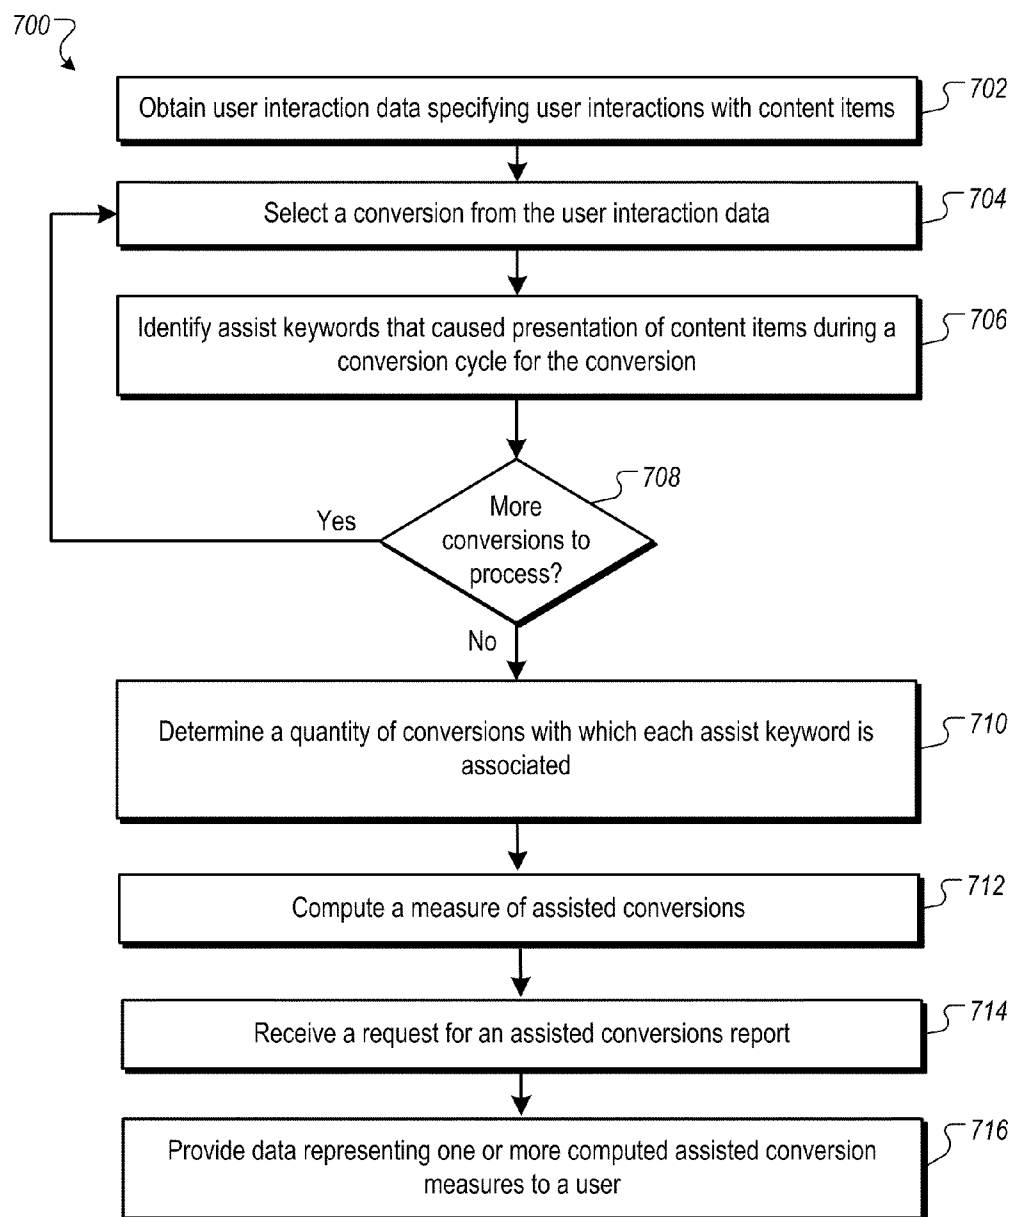 700
Obtain user interaction data specifying user interactions with content items
702
Select a conversion from the user interaction data
704
Identify assist keywords that caused presentation of content items during a
conversion cycle for the conversion
706
More
conversions to
process?
708
Yes
No
Determine a quantity of conversions with which each assist keyword is
associated
710
Compute a measure of assisted conversions
712
Receive a request for an assisted conversions report
714
Provide data representing one or more computed assisted conversion
measures to a user
716